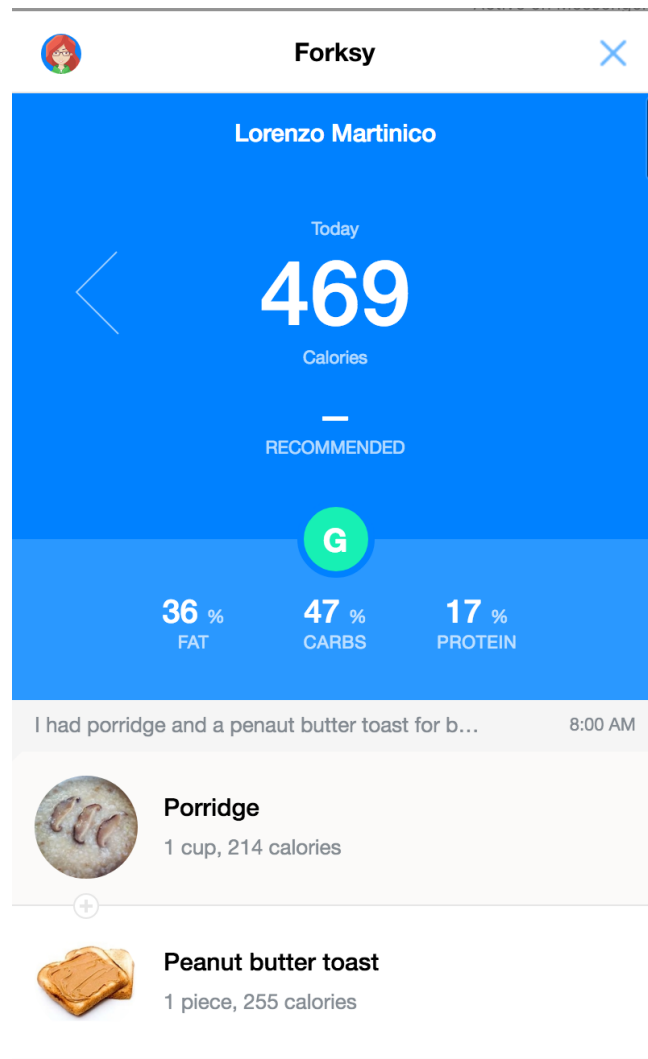 Forksy
Lorenzo Martinico
Today
469
Calories
–
RECOMMENDED
G
36 % 47 % 17 %
FAT CARBS PROTEIN
I had porridge and a penaut butter toast for b... 8:00 AM
Porridge
1 cup, 214 calories
Peanut butter toast
1 piece, 255 calories